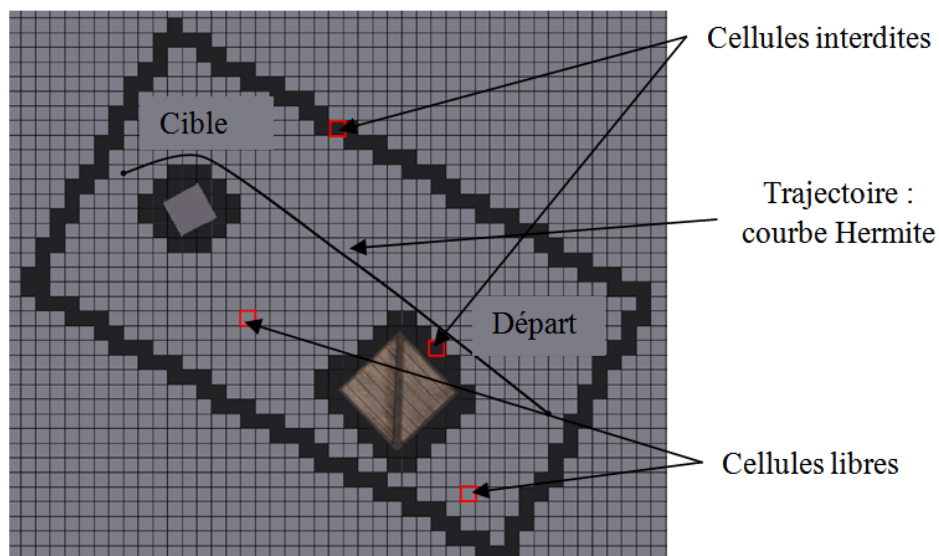 Cellules interdites
Cible
Trajectoire :
courbe Hermite
Départ
Cellules libres